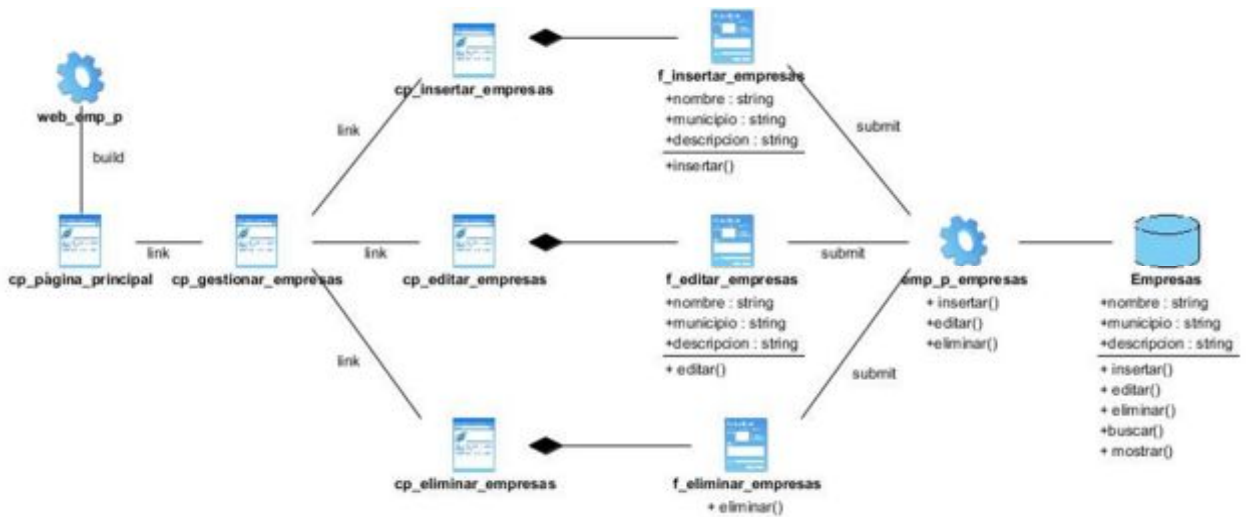 web_emp_p
build
cp_página_principal
link
cp_gestionar_empresas
link
link
link
cp_insertar_empresas
f_insertar_empresas
+nombre : string
+municipio : string
+descripcion : string
+insertar()
submit
cp_editar_empresas
f_editar_empresas
+nombre : string
+municipio : string
+descripcion : string
+ editar()
submit
cp_eliminar_empresas
f_eliminar_empresas
+ eliminar()
submit
emp_p_empresas
+ insertar()
+editar()
+eliminar()
Empresas
+nombre : string
+municipio : string
+descripcion : string
+ insertar()
+ editar()
+ eliminar()
+buscar()
+ mostrar()